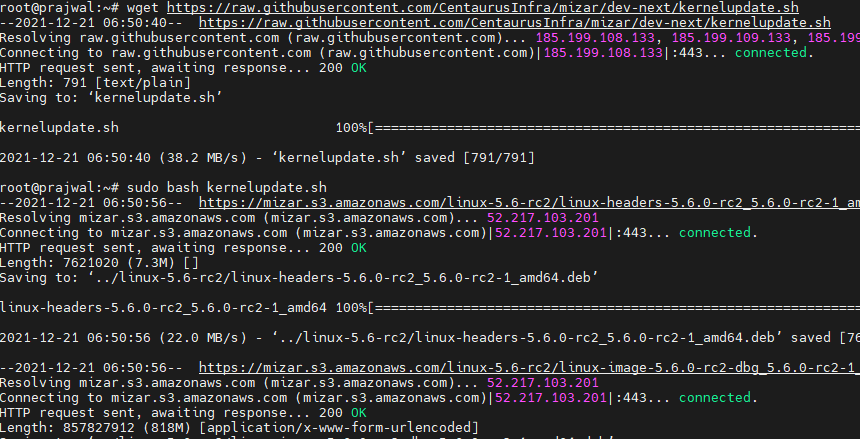 root@prajwal:~# wget https://raw.githubusercontent.com/CentaurusInfra/mizar/dev-next/kernelupdate.sh
--2021-12-21 06:50:40--  https://raw.githubusercontent.com/CentaurusInfra/mizar/dev-next/kernelupdate.sh
Resolving raw.githubusercontent.com (raw.githubusercontent.com)... 185.199.108.133, 185.199.109.133, 185.199
Connecting to raw.githubusercontent.com (raw.githubusercontent.com)|185.199.108.133|:443... connected.
HTTP request sent, awaiting response... 200 OK
Length: 791 [text/plain]
Saving to: ‘kernelupdate.sh’
kernelupdate.sh                            100%[============================================================
2021-12-21 06:50:40 (38.2 MB/s) - ‘kernelupdate.sh’ saved [791/791]
root@prajwal:~# sudo bash kernelupdate.sh
--2021-12-21 06:50:56--  https://mizar.s3.amazonaws.com/linux-5.6-rc2/linux-headers-5.6.0-rc2_5.6.0-rc2-1_am
Resolving mizar.s3.amazonaws.com (mizar.s3.amazonaws.com)... 52.217.103.201
Connecting to mizar.s3.amazonaws.com (mizar.s3.amazonaws.com)|52.217.103.201|:443... connected.
HTTP request sent, awaiting response... 200 OK
Length: 7621020 (7.3M) []
Saving to: ‘../linux-5.6-rc2/linux-headers-5.6.0-rc2_5.6.0-rc2-1_amd64.deb’
linux-headers-5.6.0-rc2_5.6.0-rc2-1_amd64 100%[============================================================
2021-12-21 06:50:56 (22.0 MB/s) - ‘../linux-5.6-rc2/linux-headers-5.6.0-rc2_5.6.0-rc2-1_amd64.deb’ saved [76
--2021-12-21 06:50:56--  https://mizar.s3.amazonaws.com/linux-5.6-rc2/linux-image-5.6.0-rc2-dbg_5.6.0-rc2-1_
Resolving mizar.s3.amazonaws.com (mizar.s3.amazonaws.com)... 52.217.103.201
Connecting to mizar.s3.amazonaws.com (mizar.s3.amazonaws.com)|52.217.103.201|:443... connected.
HTTP request sent, awaiting response... 200 OK
Length: 857827912 (818M) [application/x-www-form-urlencoded]